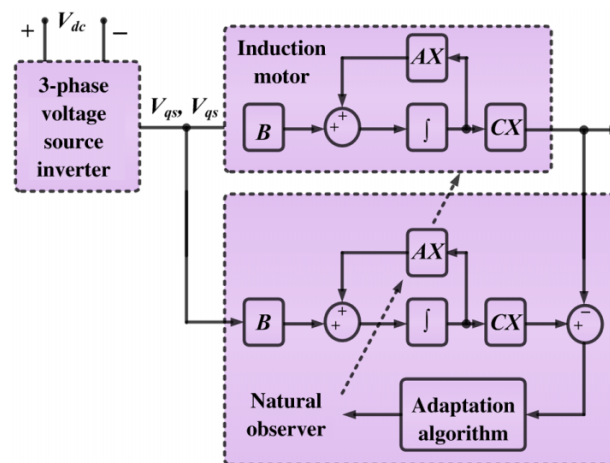 + V_dc −
3-phase
voltage
source
inverter
V_qs, V_qs
Induction
motor
AX
+
B + ∫ CX
AX
+ −
B + ∫ CX +
Natural
observer
Adaptation
algorithm